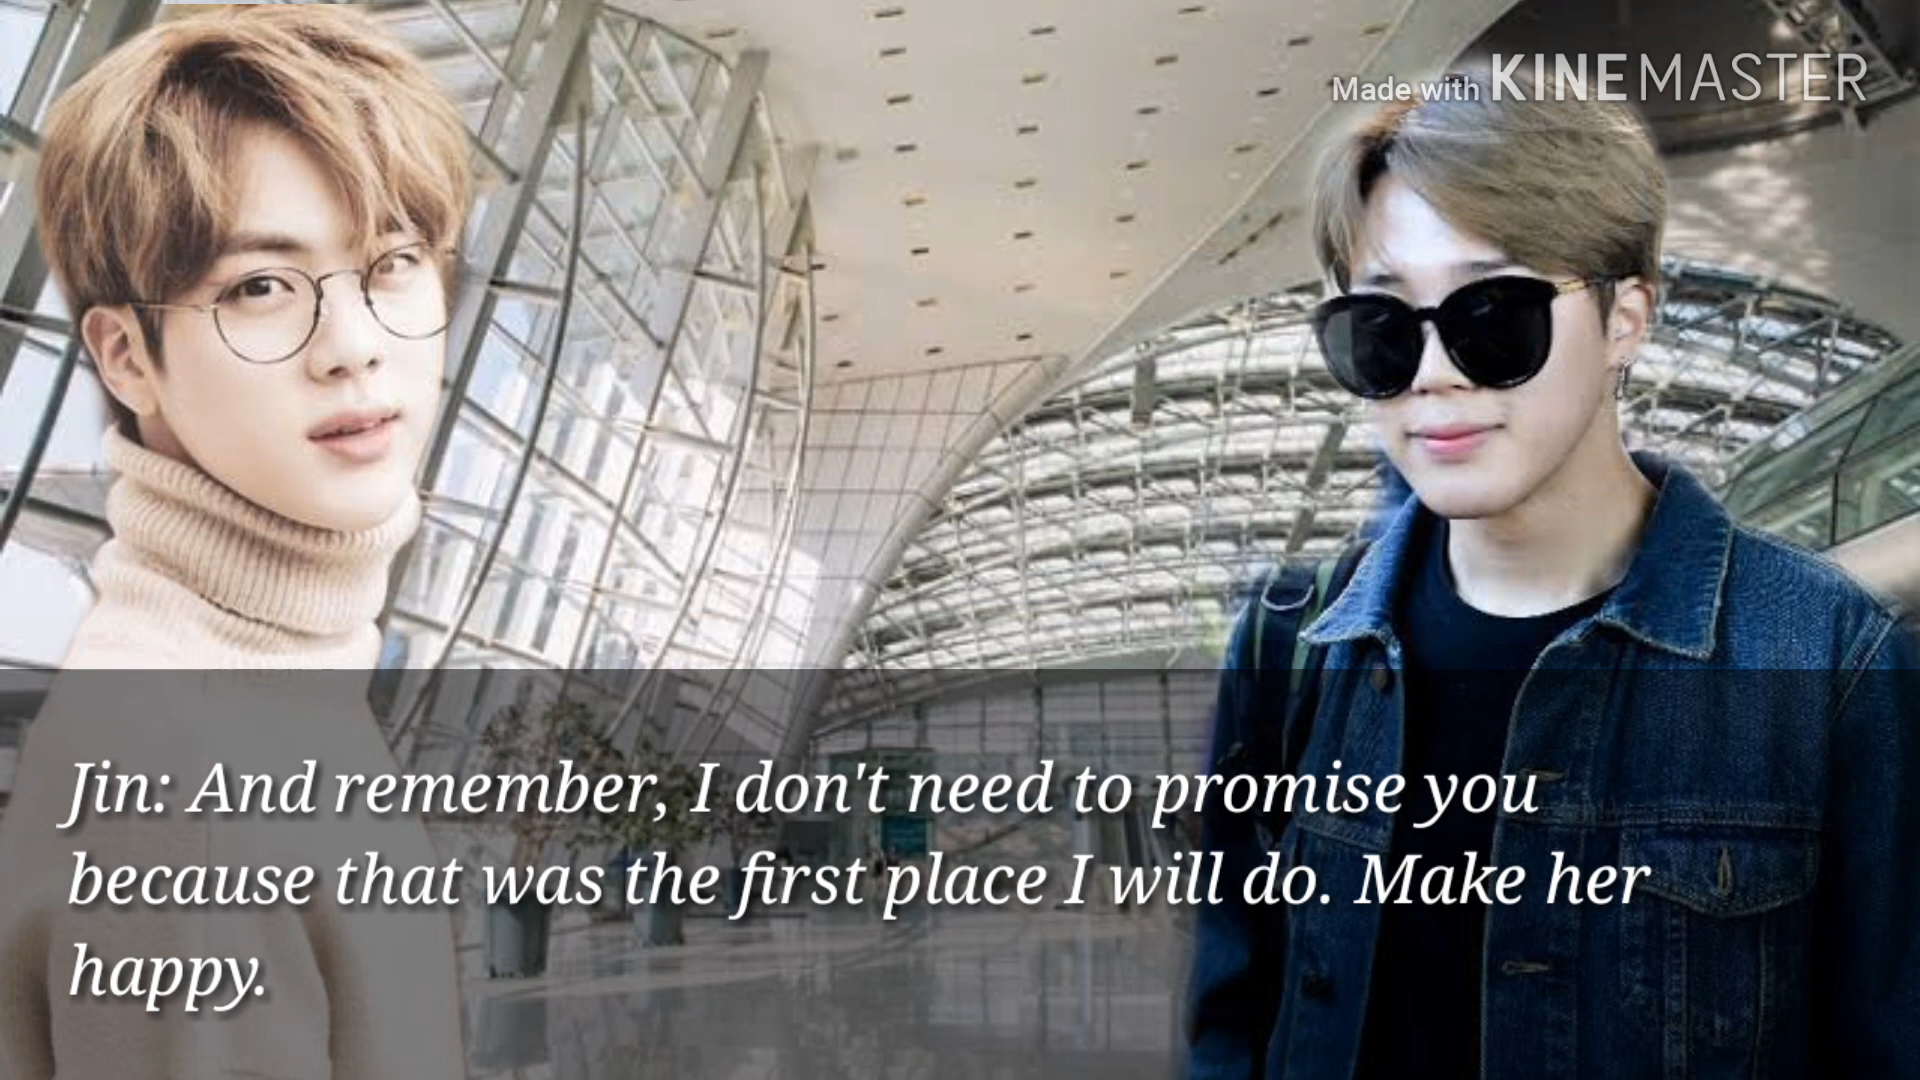 Made with KINEMASTER
Jin: And remember, I don't need to promise you
because that was the first place I will do. Make her
happy.